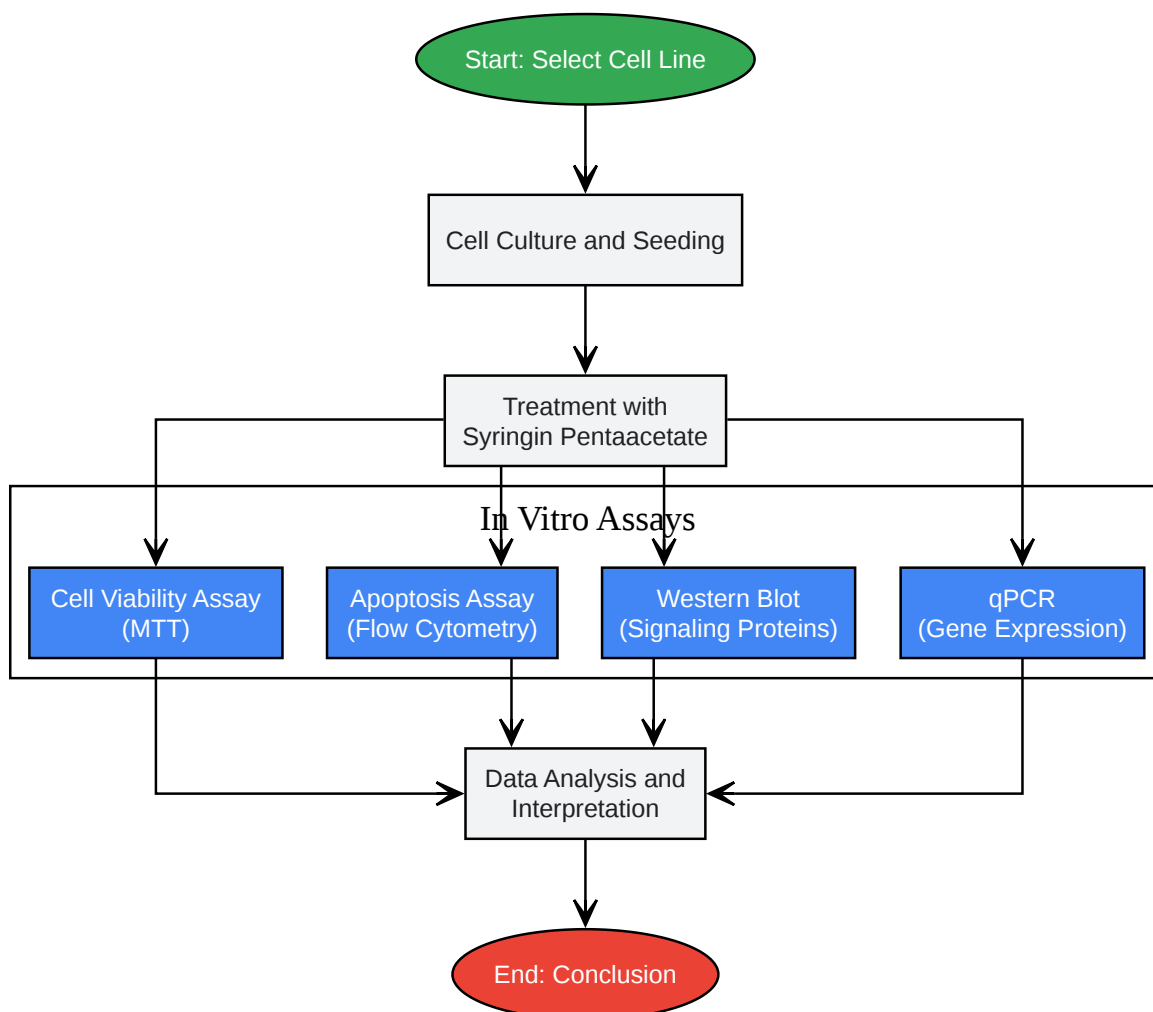 Start: Select Cell Line
Cell Culture and Seeding
Treatment with
Syringin Pentaacetate
In Vitro Assays
Cell Viability Assay
(MTT)
Apoptosis Assay
(Flow Cytometry)
Western Blot
(Signaling Proteins)
qPCR
(Gene Expression)
Data Analysis and
Interpretation
End: Conclusion